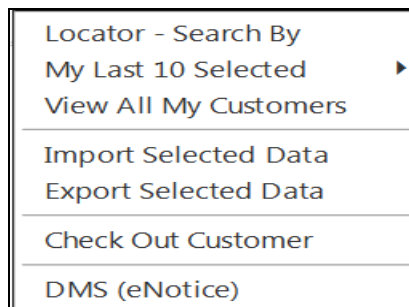 Locator - Search By
My Last 10 Selected
View All My Customers
Import Selected Data
Export Selected Data
Check Out Customer
DMS (eNotice)